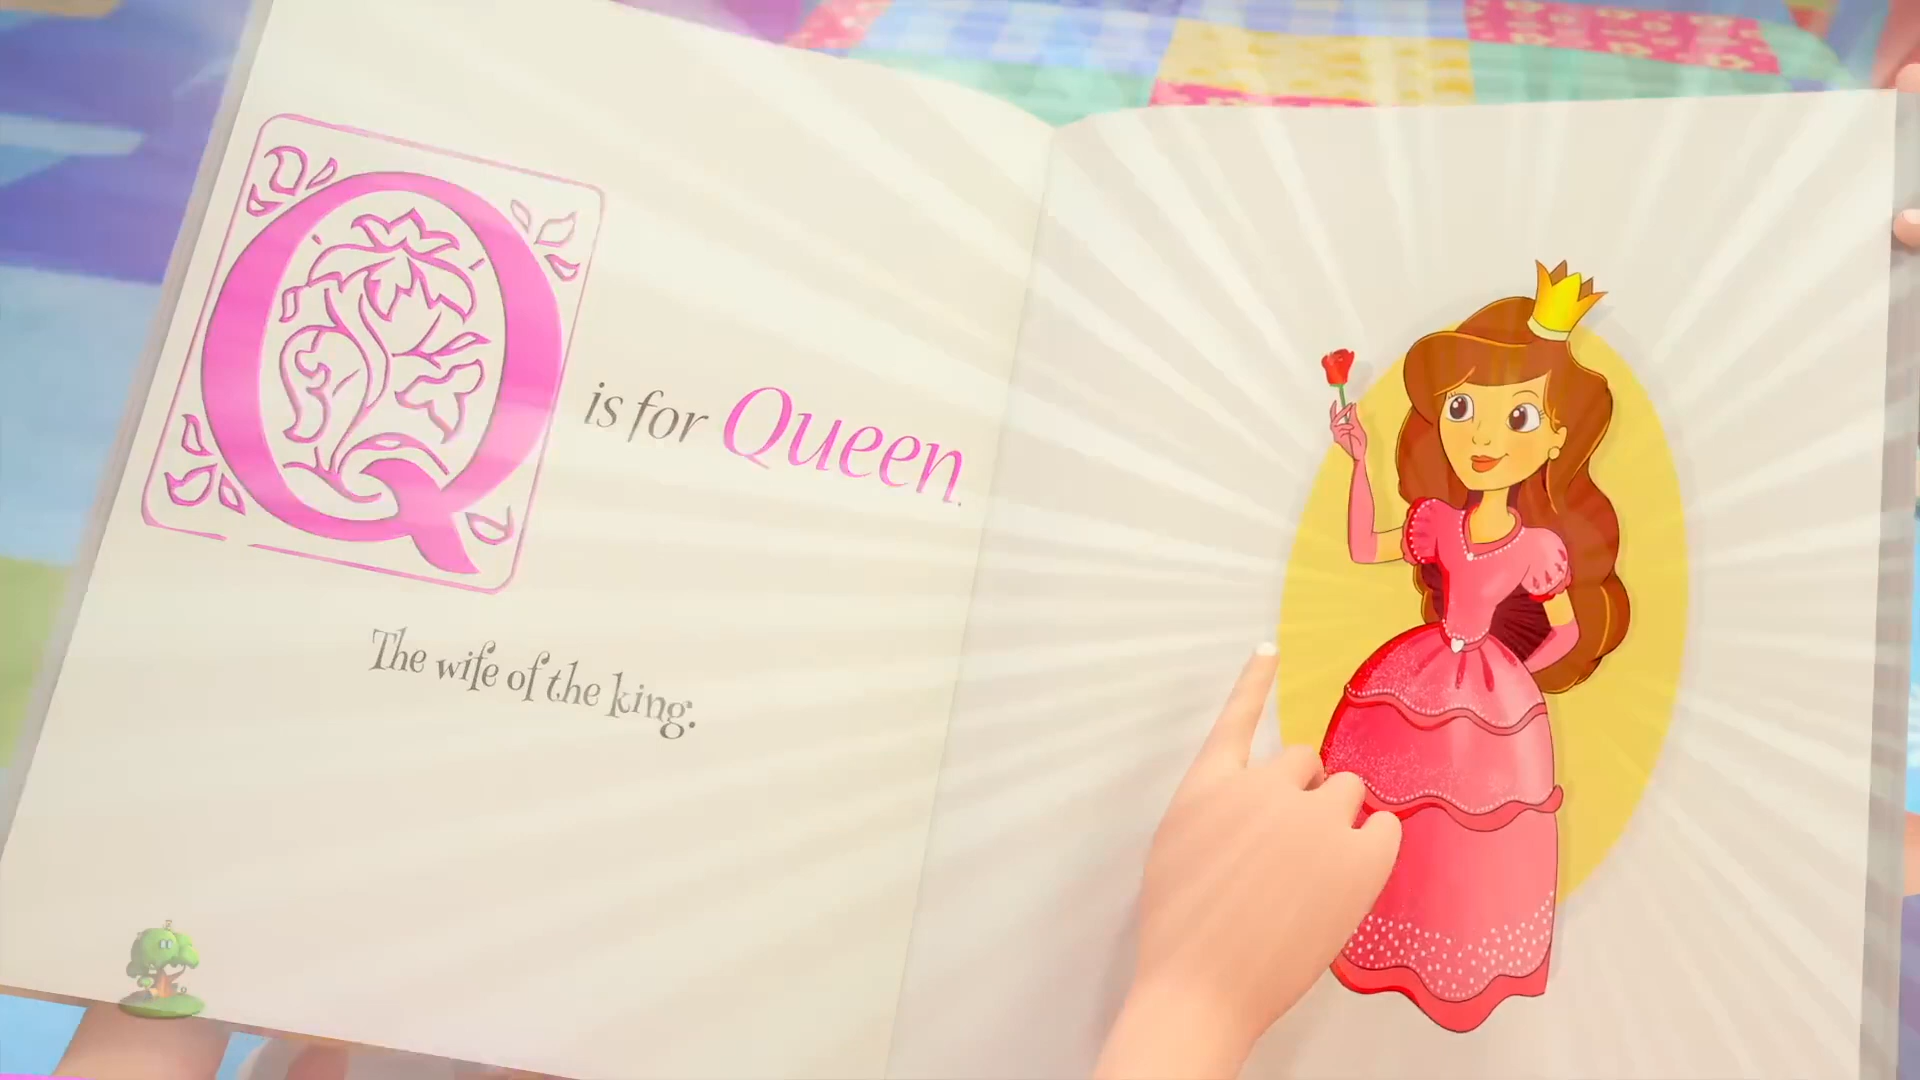 Q is for Queen.
The wife of the king.